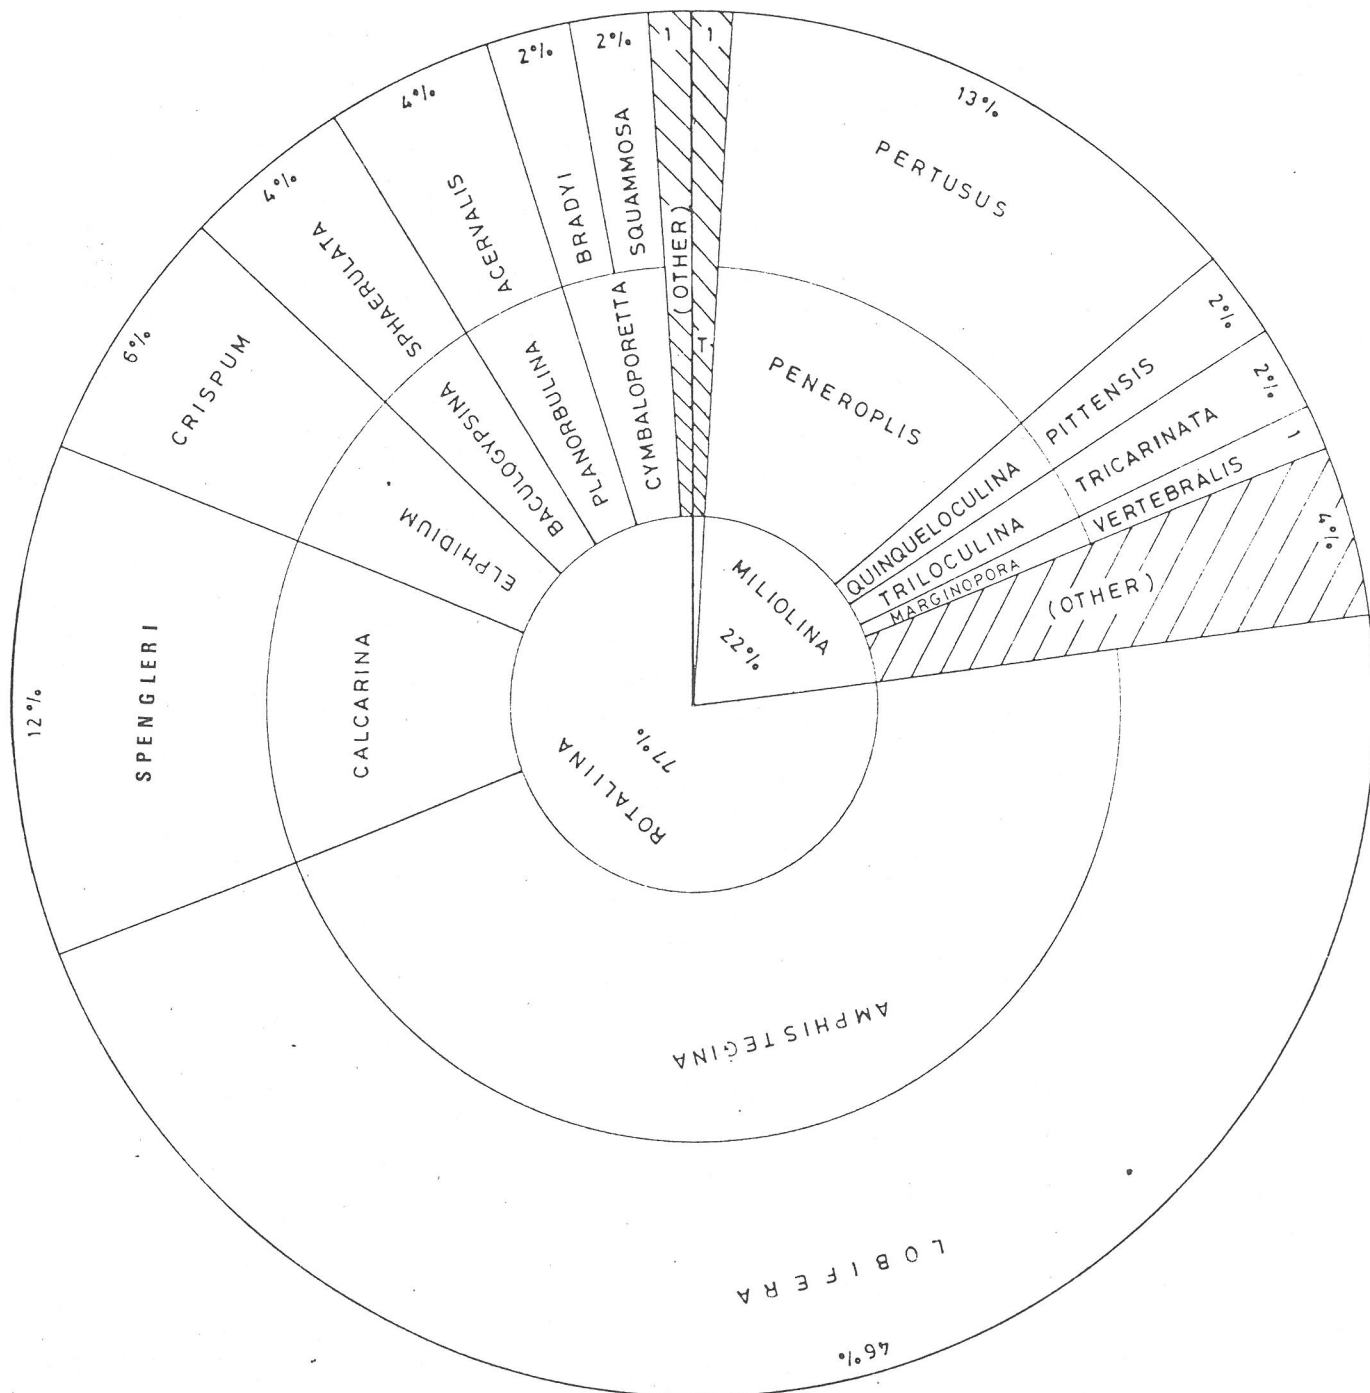 1
T.
13%
PERTUSUS
PENEROPLIS
2%
PITTENSIS
QUINQUELOCULINA
2%
TRICARINATA
TRILOCULINA
1
VERTEBRALIS
MARGINOPORA
4%
(OTHER)
MILIOLINA
22%
46%
LOBIFERA
AMPHISTEGINA
ROTALIINA
77%
12%
SPENGLERI
CALCARINA
6%
CRISPUM
ELPHIDIUM
4%
SPHAERULATA
BACULOGYPSINA
4%
ACERVALIS
PLANORBULINA
2%
BRADYI
2%
SQUAMMOSA
CYMBALOPORETTA
1
(OTHER)